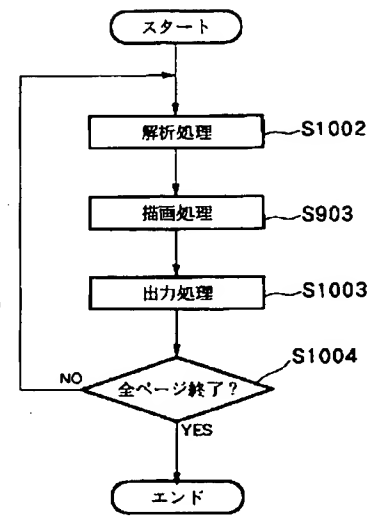 スタート
解析処理
S1002
描画処理
S903
出力処理
S1003
S1004
全ページ終了?
NO
YES
エンド